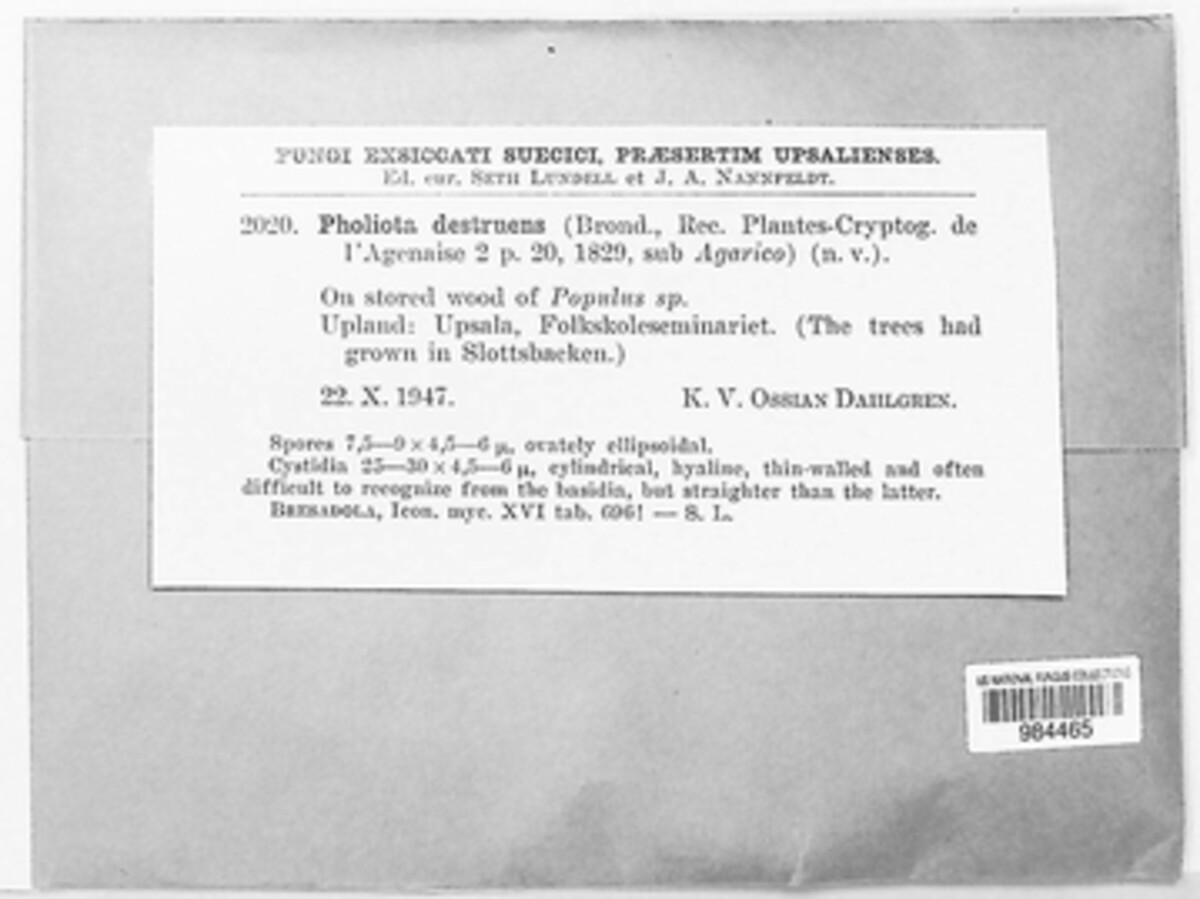 FUNGI EXSICCATI SUECICI, PRÆSERTIM UPSALIENSES.
Ed. cur. SETH LUNDELL et J. A. NANNFELDT.
2020. Pholiota destruens (Brond., Rec. Plantes-Cryptog. de
l'Agenaise 2 p. 20, 1829, sub Agarico) (n. v.).
On stored wood of Populus sp.
Upland: Upsala, Folkskoleseminariet. (The trees had
grown in Slottsbacken.)
22. X. 1947. K. V. OSSIAN DAHLGREN.
Spores 7,5—9 × 4,5—6 µ, ovately ellipsoidal.
Cystidia 25—30 × 4,5—6 µ, cylindrical, hyaline, thin-walled and often
difficult to recognize from the basidia, but straighter than the latter.
BRESADOLA, Icon. myc. XVI tab. 696! — S. L.
US NATIONAL FUNGUS COLLECTIONS
984465